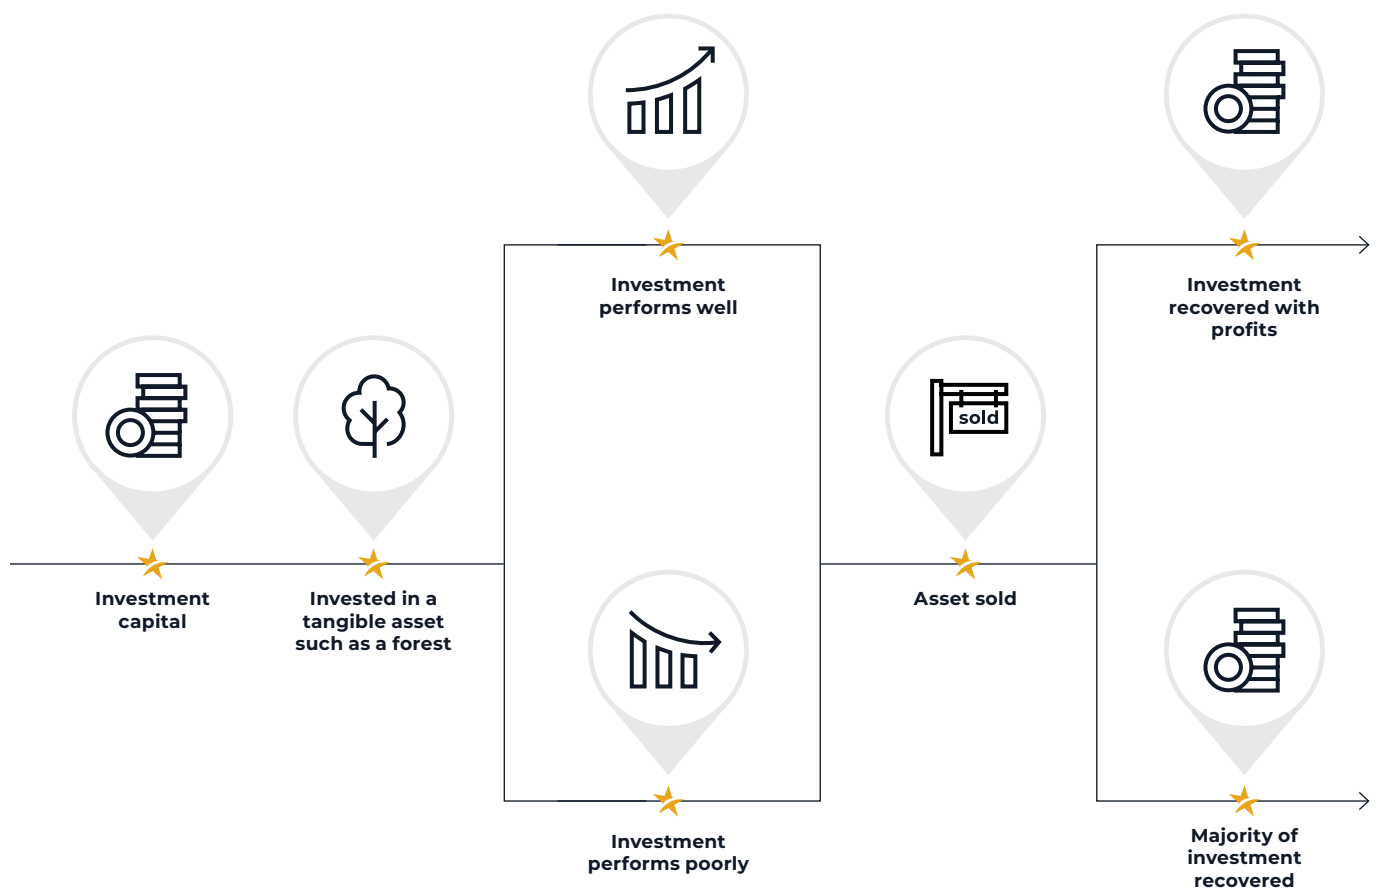 Investment
performs well
Investment
recovered with
profits
sold
Investment
capital
Invested in a
tangible asset
such as a forest
Asset sold
Investment
performs poorly
Majority of
investment
recovered